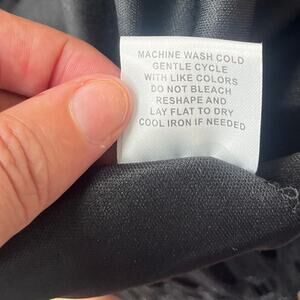 MACHINE WASH COLD
GENTLE CYCLE
WITH LIKE COLORS
DO NOT BLEACH
RESHAPE AND
LAY FLAT TO DRY
COOL IRON IF NEEDED